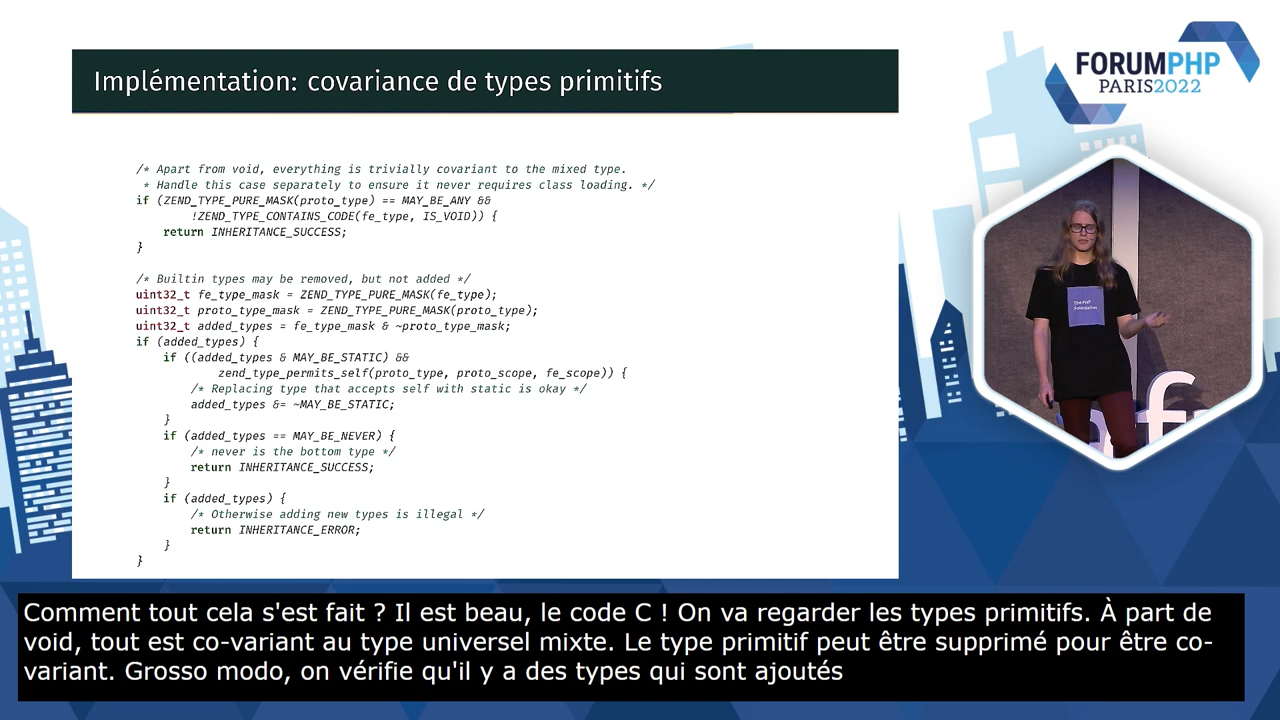 Implémentation: covariance de types primitifs
FORUMPHP
PARIS2022
/* Apart from void, everything is trivially covariant to the mixed type.
 * Handle this case separately to ensure it never requires class loading. */
if (ZEND_TYPE_PURE_MASK(proto_type) == MAY_BE_ANY &&
        !ZEND_TYPE_CONTAINS_CODE(fe_type, IS_VOID)) {
    return INHERITANCE_SUCCESS;
}
/* Builtin types may be removed, but not added */
uint32_t fe_type_mask = ZEND_TYPE_PURE_MASK(fe_type);
uint32_t proto_type_mask = ZEND_TYPE_PURE_MASK(proto_type);
uint32_t added_types = fe_type_mask & ~proto_type_mask;
if (added_types) {
    if ((added_types & MAY_BE_STATIC) &&
            zend_type_permits_self(proto_type, proto_scope, fe_scope)) {
        /* Replacing type that accepts self with static is okay */
        added_types &= ~MAY_BE_STATIC;
    }
    if (added_types == MAY_BE_NEVER) {
        /* never is the bottom type */
        return INHERITANCE_SUCCESS;
    }
    if (added_types) {
        /* Otherwise adding new types is illegal */
        return INHERITANCE_ERROR;
    }
}
The PHP
Foundation
Comment tout cela s'est fait ? Il est beau, le code C ! On va regarder les types primitifs. À part de
void, tout est co-variant au type universel mixte. Le type primitif peut être supprimé pour être co-
variant. Grosso modo, on vérifie qu'il y a des types qui sont ajoutés